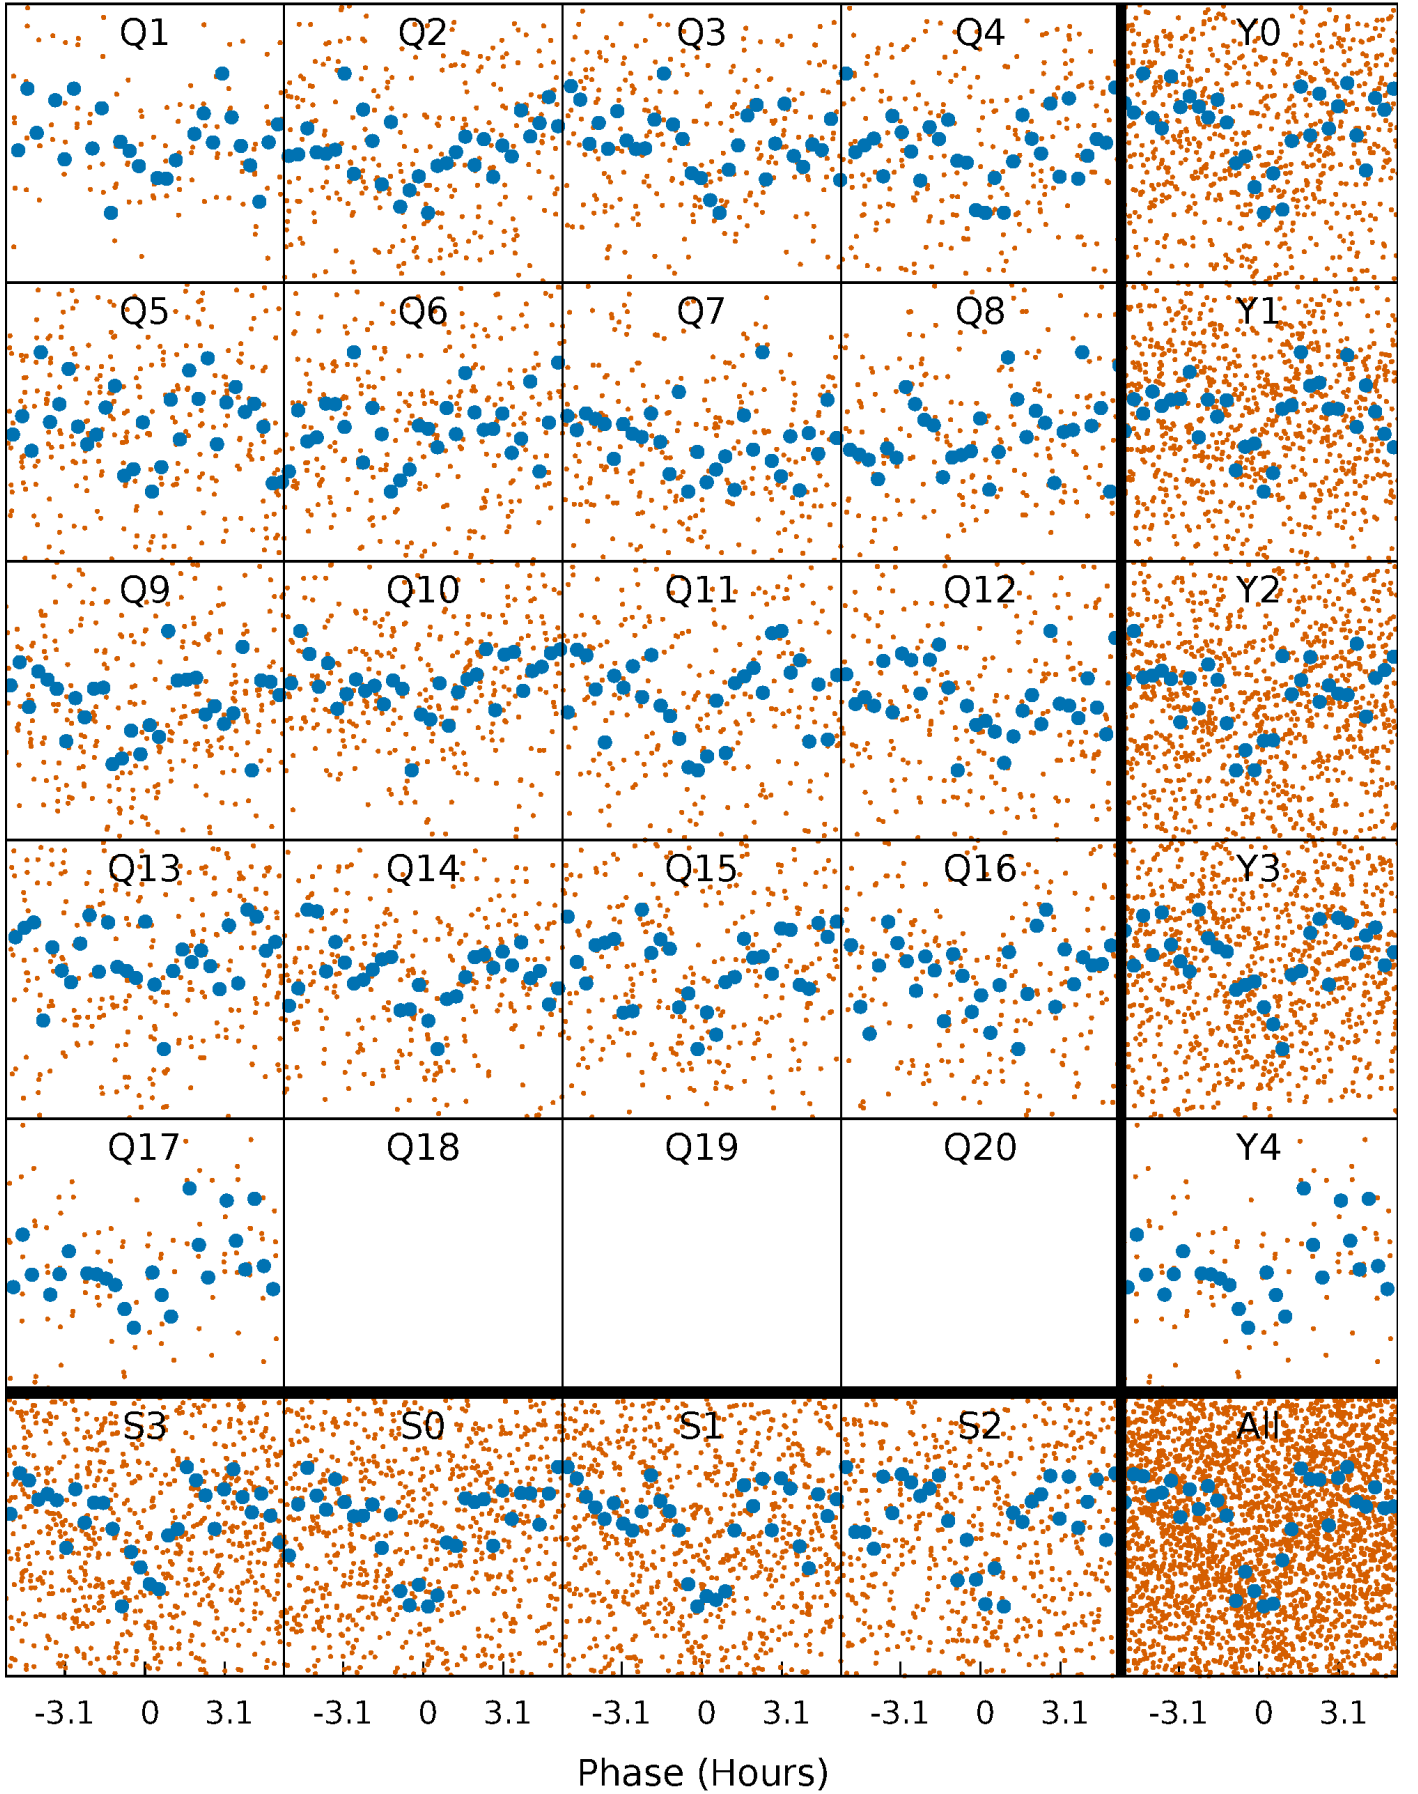 Q1 Q2 Q3 Q4 Y0
Q5 Q6 Q7 Q8 Y1
Q9 Q10 Q11 Q12 Y2
Q13 Q14 Q15 Q16 Y3
Q17 Q18 Q19 Q20 Y4
S3 S0 S1 S2 All
-3.1 0 3.1 -3.1 0 3.1 -3.1 0 3.1 -3.1 0 3.1 -3.1 0 3.1
Phase (Hours)